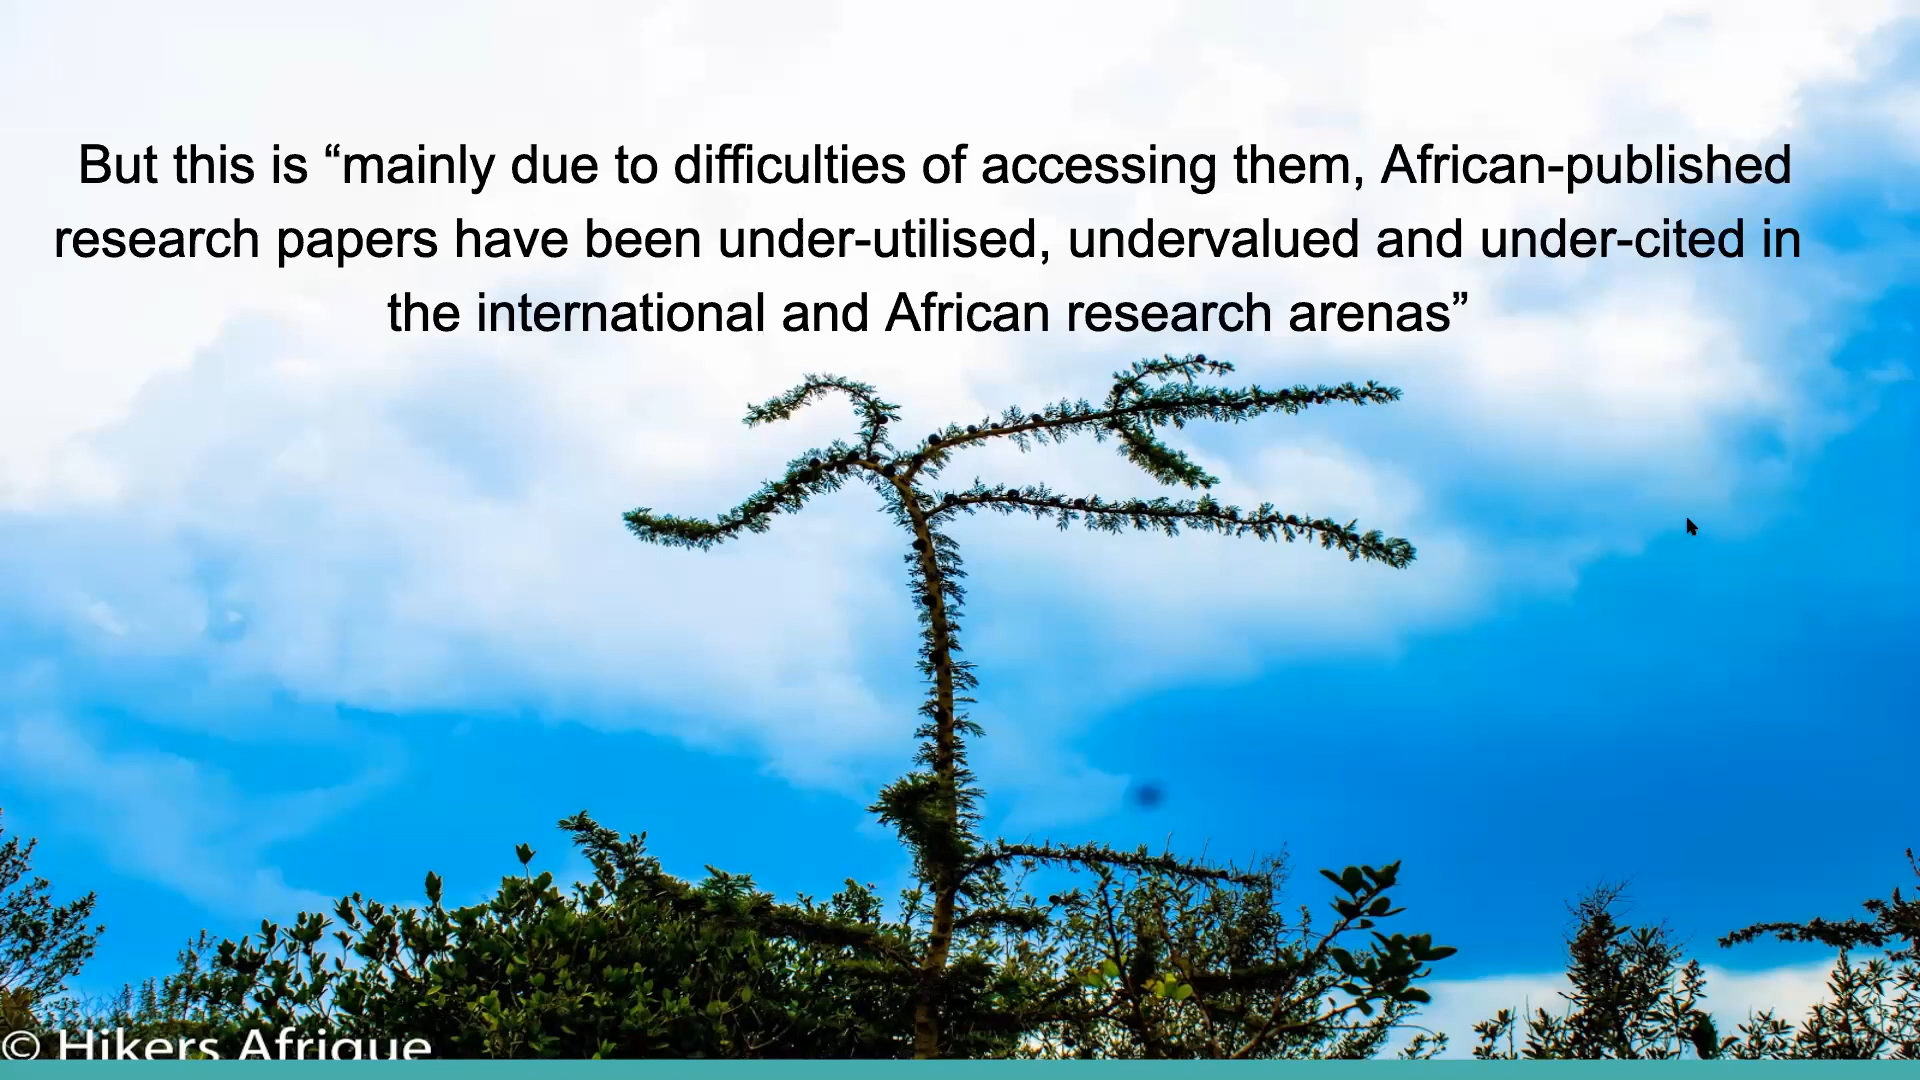 But this is “mainly due to difficulties of accessing them, African-published
research papers have been under-utilised, undervalued and under-cited in
the international and African research arenas”
© Hikers Afrique